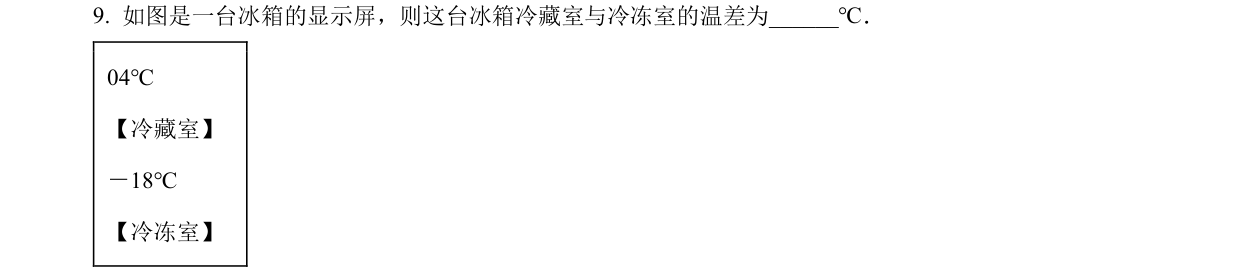 9. 如图是一台冰箱的显示屏，则这台冰箱冷藏室与冷冻室的温差为______℃．
04℃
【冷藏室】
－18℃
【冷冻室】